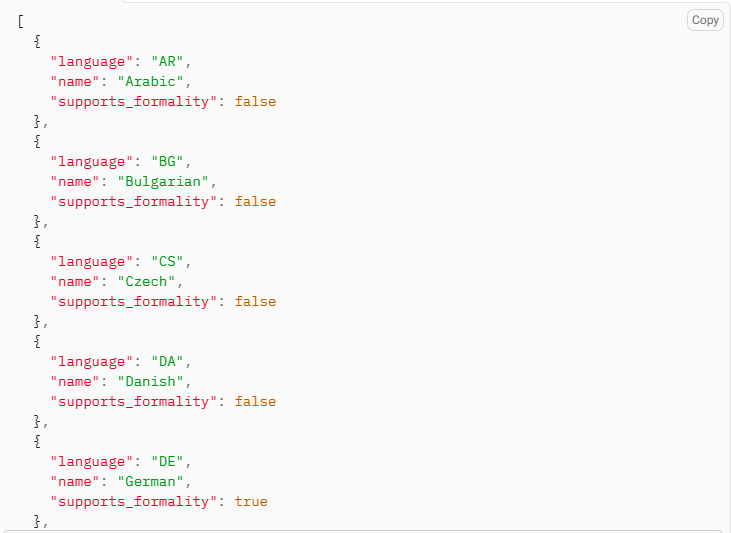 Copy
[
  {
    "language": "AR",
    "name": "Arabic",
    "supports_formality": false
  },
  {
    "language": "BG",
    "name": "Bulgarian",
    "supports_formality": false
  },
  {
    "language": "CS",
    "name": "Czech",
    "supports_formality": false
  },
  {
    "language": "DA",
    "name": "Danish",
    "supports_formality": false
  },
  {
    "language": "DE",
    "name": "German",
    "supports_formality": true
  },